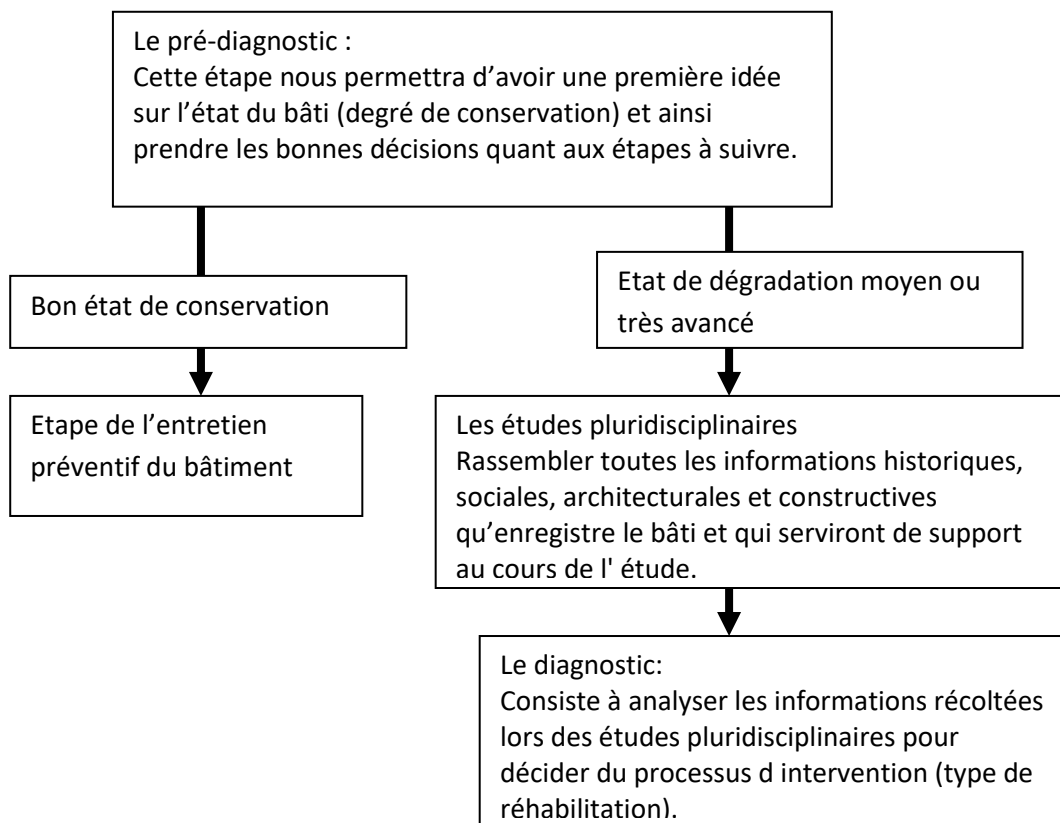 Le pré-diagnostic :
Cette étape nous permettra d’avoir une première idée
sur l’état du bâti (degré de conservation) et ainsi
prendre les bonnes décisions quant aux étapes à suivre.
Bon état de conservation
Etat de dégradation moyen ou
très avancé
Etape de l’entretien
préventif du bâtiment
Les études pluridisciplinaires
Rassembler toutes les informations historiques,
sociales, architecturales et constructives
qu’enregistre le bâti et qui serviront de support
au cours de l' étude.
Le diagnostic:
Consiste à analyser les informations récoltées
lors des études pluridisciplinaires pour
décider du processus d intervention (type de
réhabilitation).